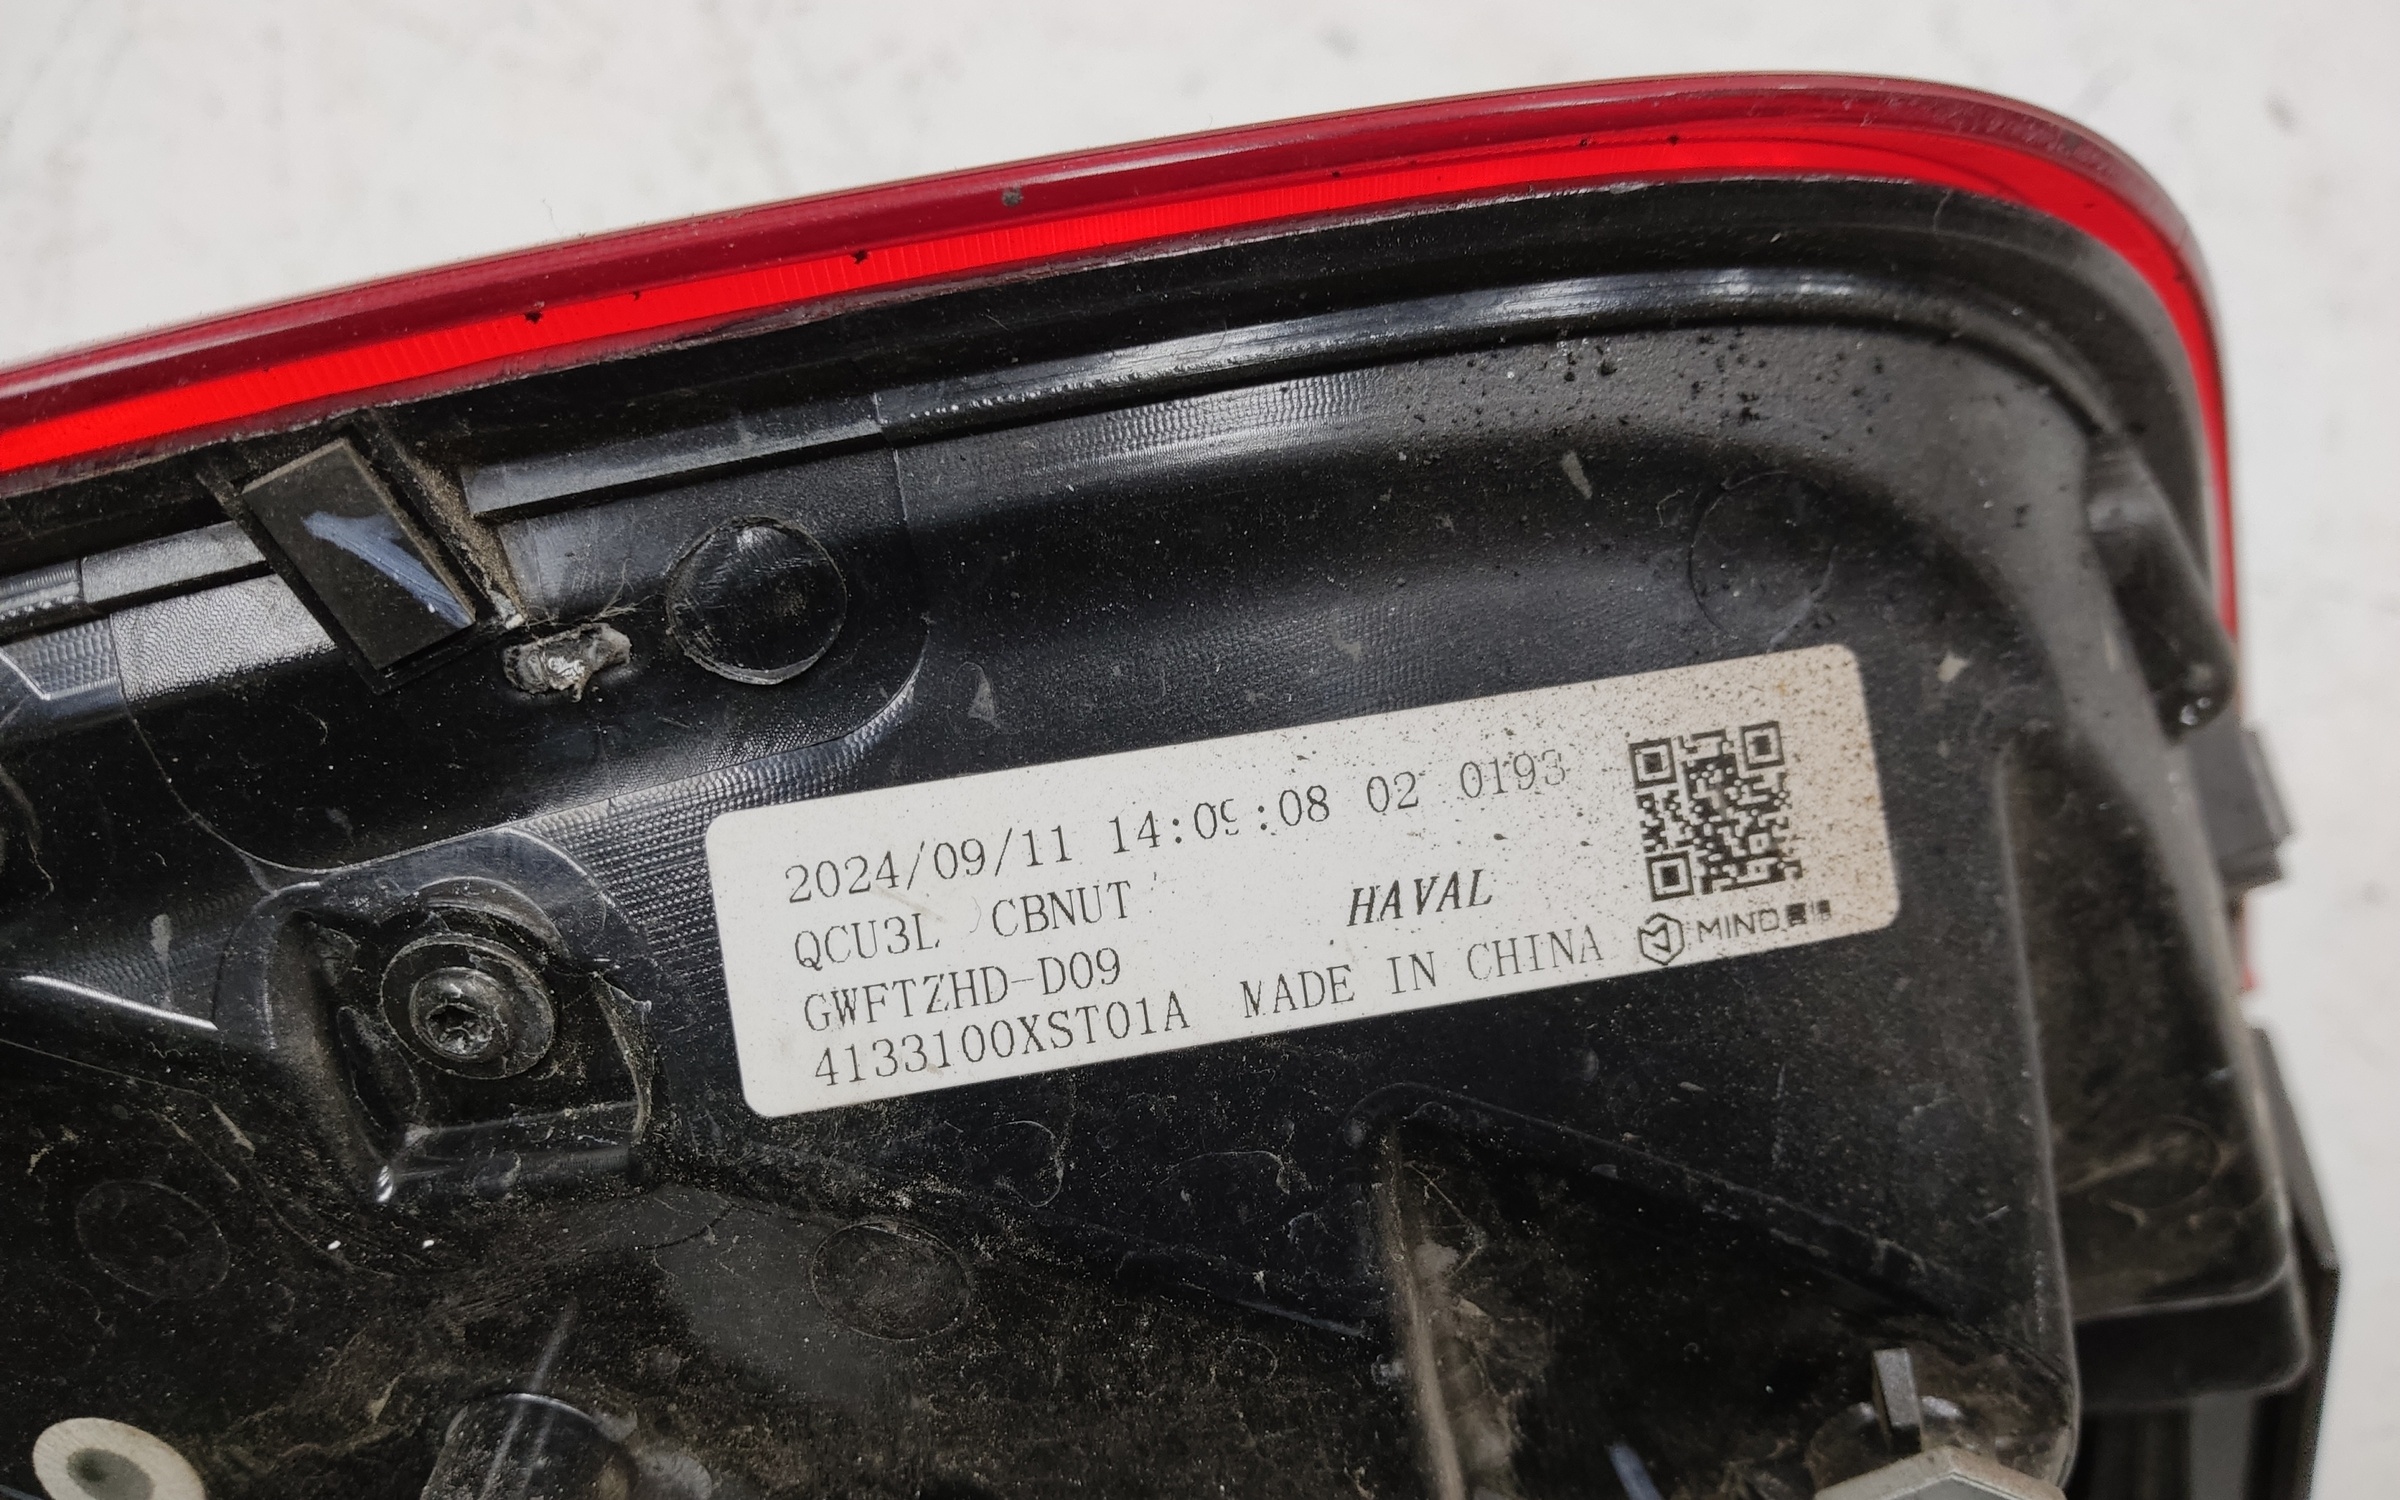 2024/09/11 14:09:08 02 0193
QCU3L CBNUT
HAVAL
GWFTZHD-D09
4133100XST01A MADE IN CHINA
MIND